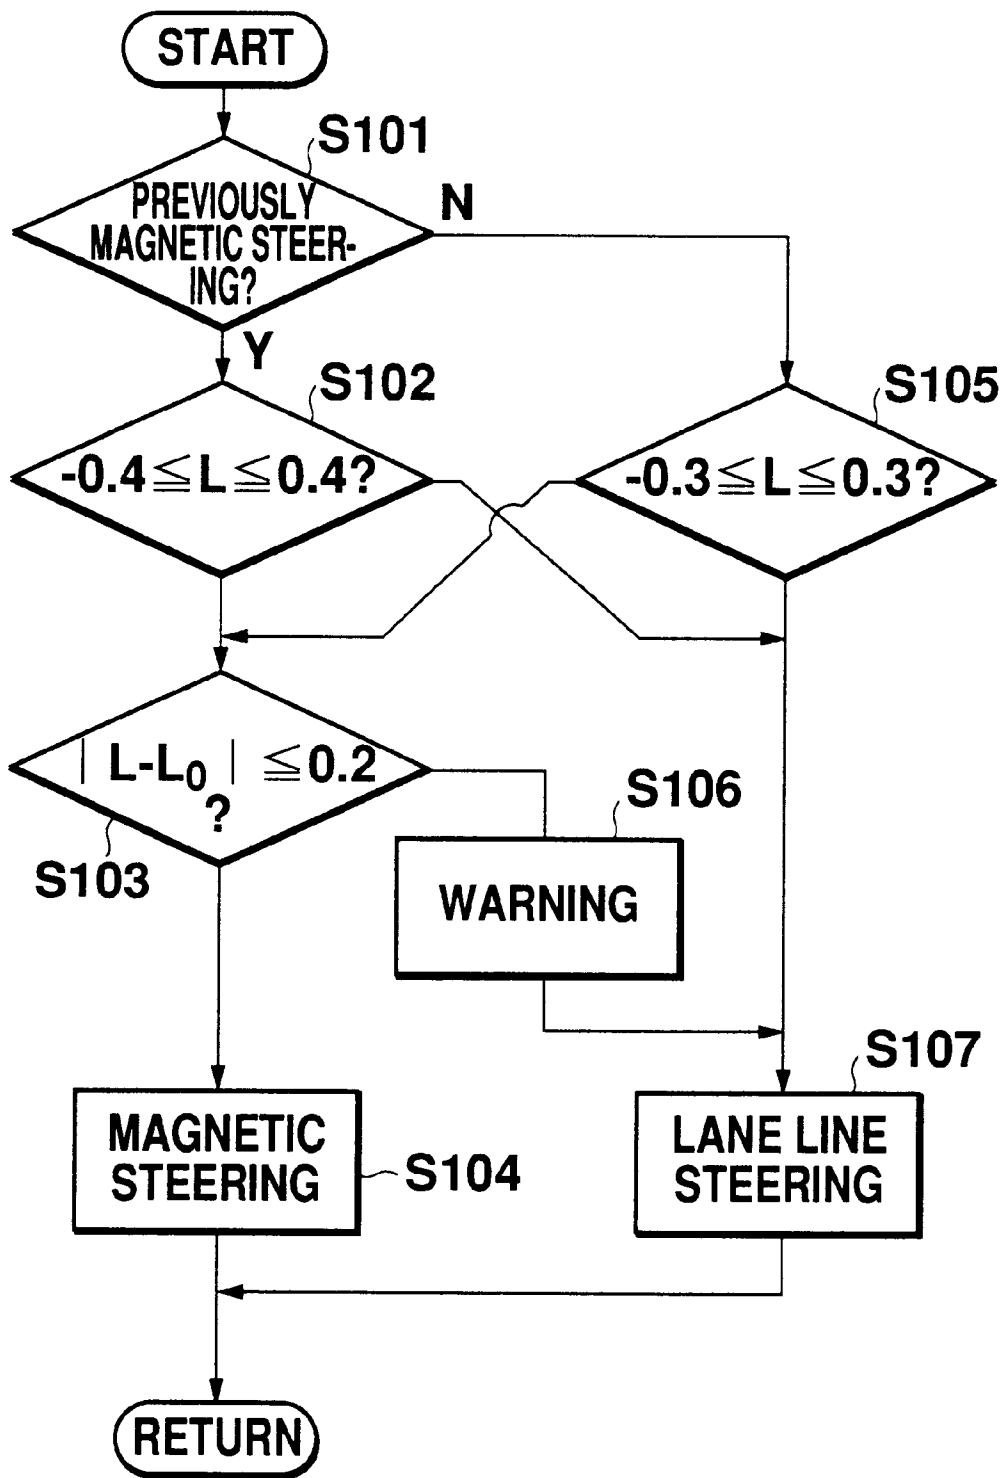 START
S101
PREVIOUSLY
MAGNETIC STEER-
ING?
N
Y
S102
-0.4≦L≦0.4?
S105
-0.3≦L≦0.3?
| L-L₀ | ≦0.2
?
S103
S106
WARNING
MAGNETIC
STEERING
S104
S107
LANE LINE
STEERING
RETURN